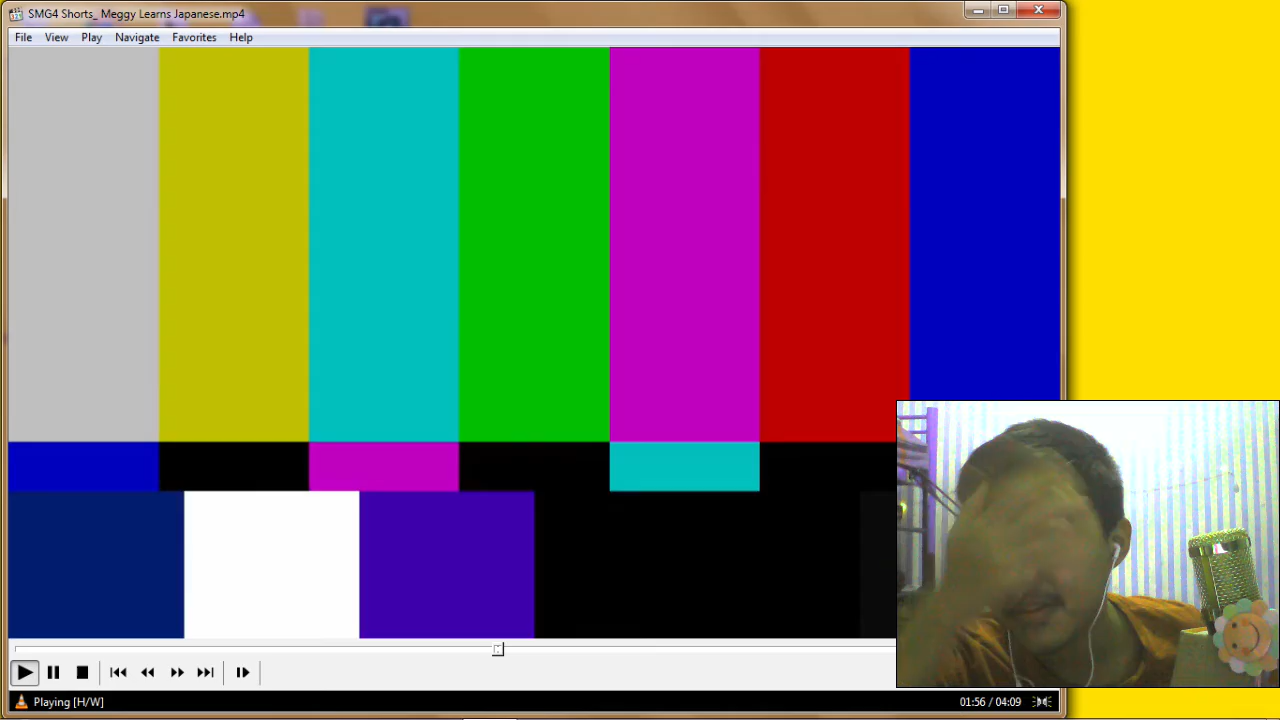 SMG4 Shorts_ Meggy Learns Japanese.mp4
File View Play Navigate Favorites Help
Playing [H/W]
01:56 / 04:09